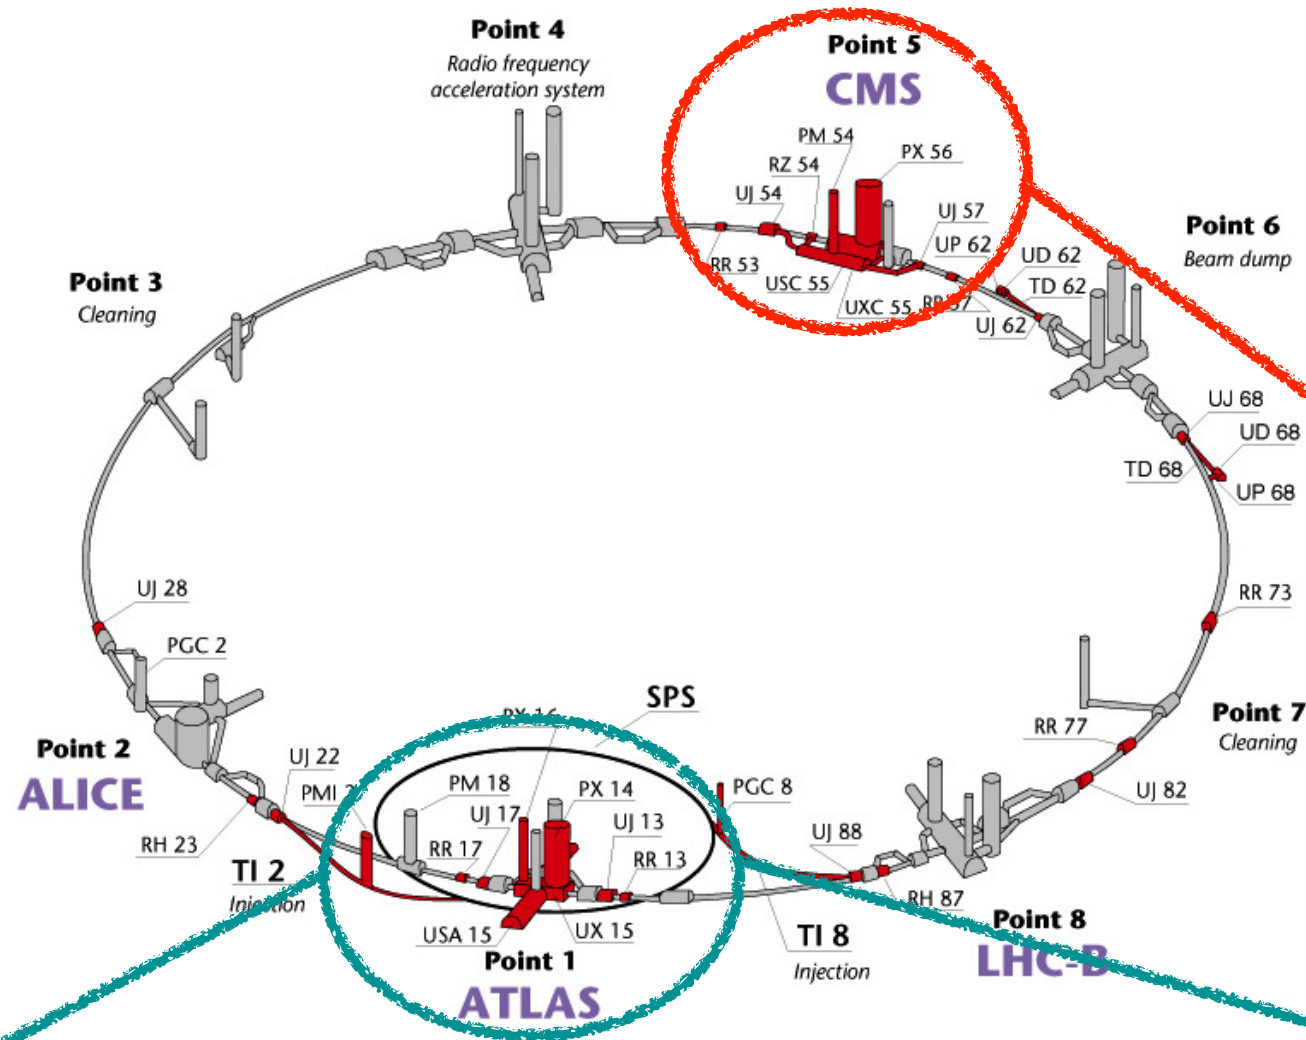 Point 4
Radio frequency
acceleration system
Point 5
CMS
PM 54
PX 56
RZ 54
UJ 54
UJ 57
UP 62
UD 62
TD 62
RR 53
USC 55
UXC 55
UJ 62
Point 6
Beam dump
Point 3
Cleaning
UJ 68
UD 68
TD 68
UP 68
UJ 28
PGC 2
RR 73
SPS
Point 7
Cleaning
RR 77
Point 2
ALICE
UJ 22
PMI
PM 18
PX 14
PGC 8
UJ 82
UJ 17
UJ 13
UJ 88
RH 23
RR 17
RR 13
TI 2
Injection
RH 87
USA 15
UX 15
Point 8
LHC-B
TI 8
Injection
Point 1
ATLAS